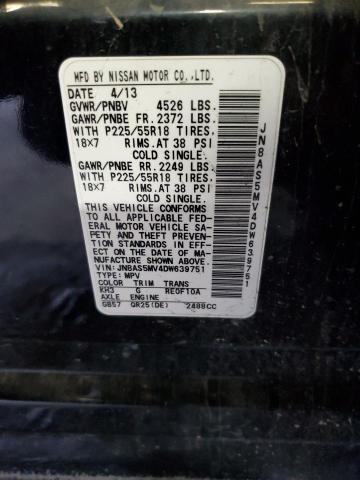 MFD BY NISSAN MOTOR CO.,LTD.
DATE 4/13
GVWR/PNBV 4526 LBS.
GAWR/PNBE FR.2372 LBS.
WITH P225/55R18 TIRES.
18X7 RIMS.AT 38 PSI
COLD SINGLE.
GAWR/PNBE RR.2249 LBS.
WITH P225/55R18 TIRES.
18X7 RIMS.AT 38 PSI
COLD SINGLE.
THIS VEHICLE CONFORMS
TO ALL APPLICABLE FED-
ERAL MOTOR VEHICLE SA-
FETY AND THEFT PREVENTI-
ON STANDARDS IN EFF-
ECT ON THE DATE OF MA-
NUFACTURE SHOWN ABOVE.
VIN:JN8AS5MV4DW639751
TYPE:MPV
COLOR TRIM TRANS
KH3 G RE0F10A
AXLE ENGINE
GB57 QR25(DE) 2488CC
JN8AS5MV4DW639751